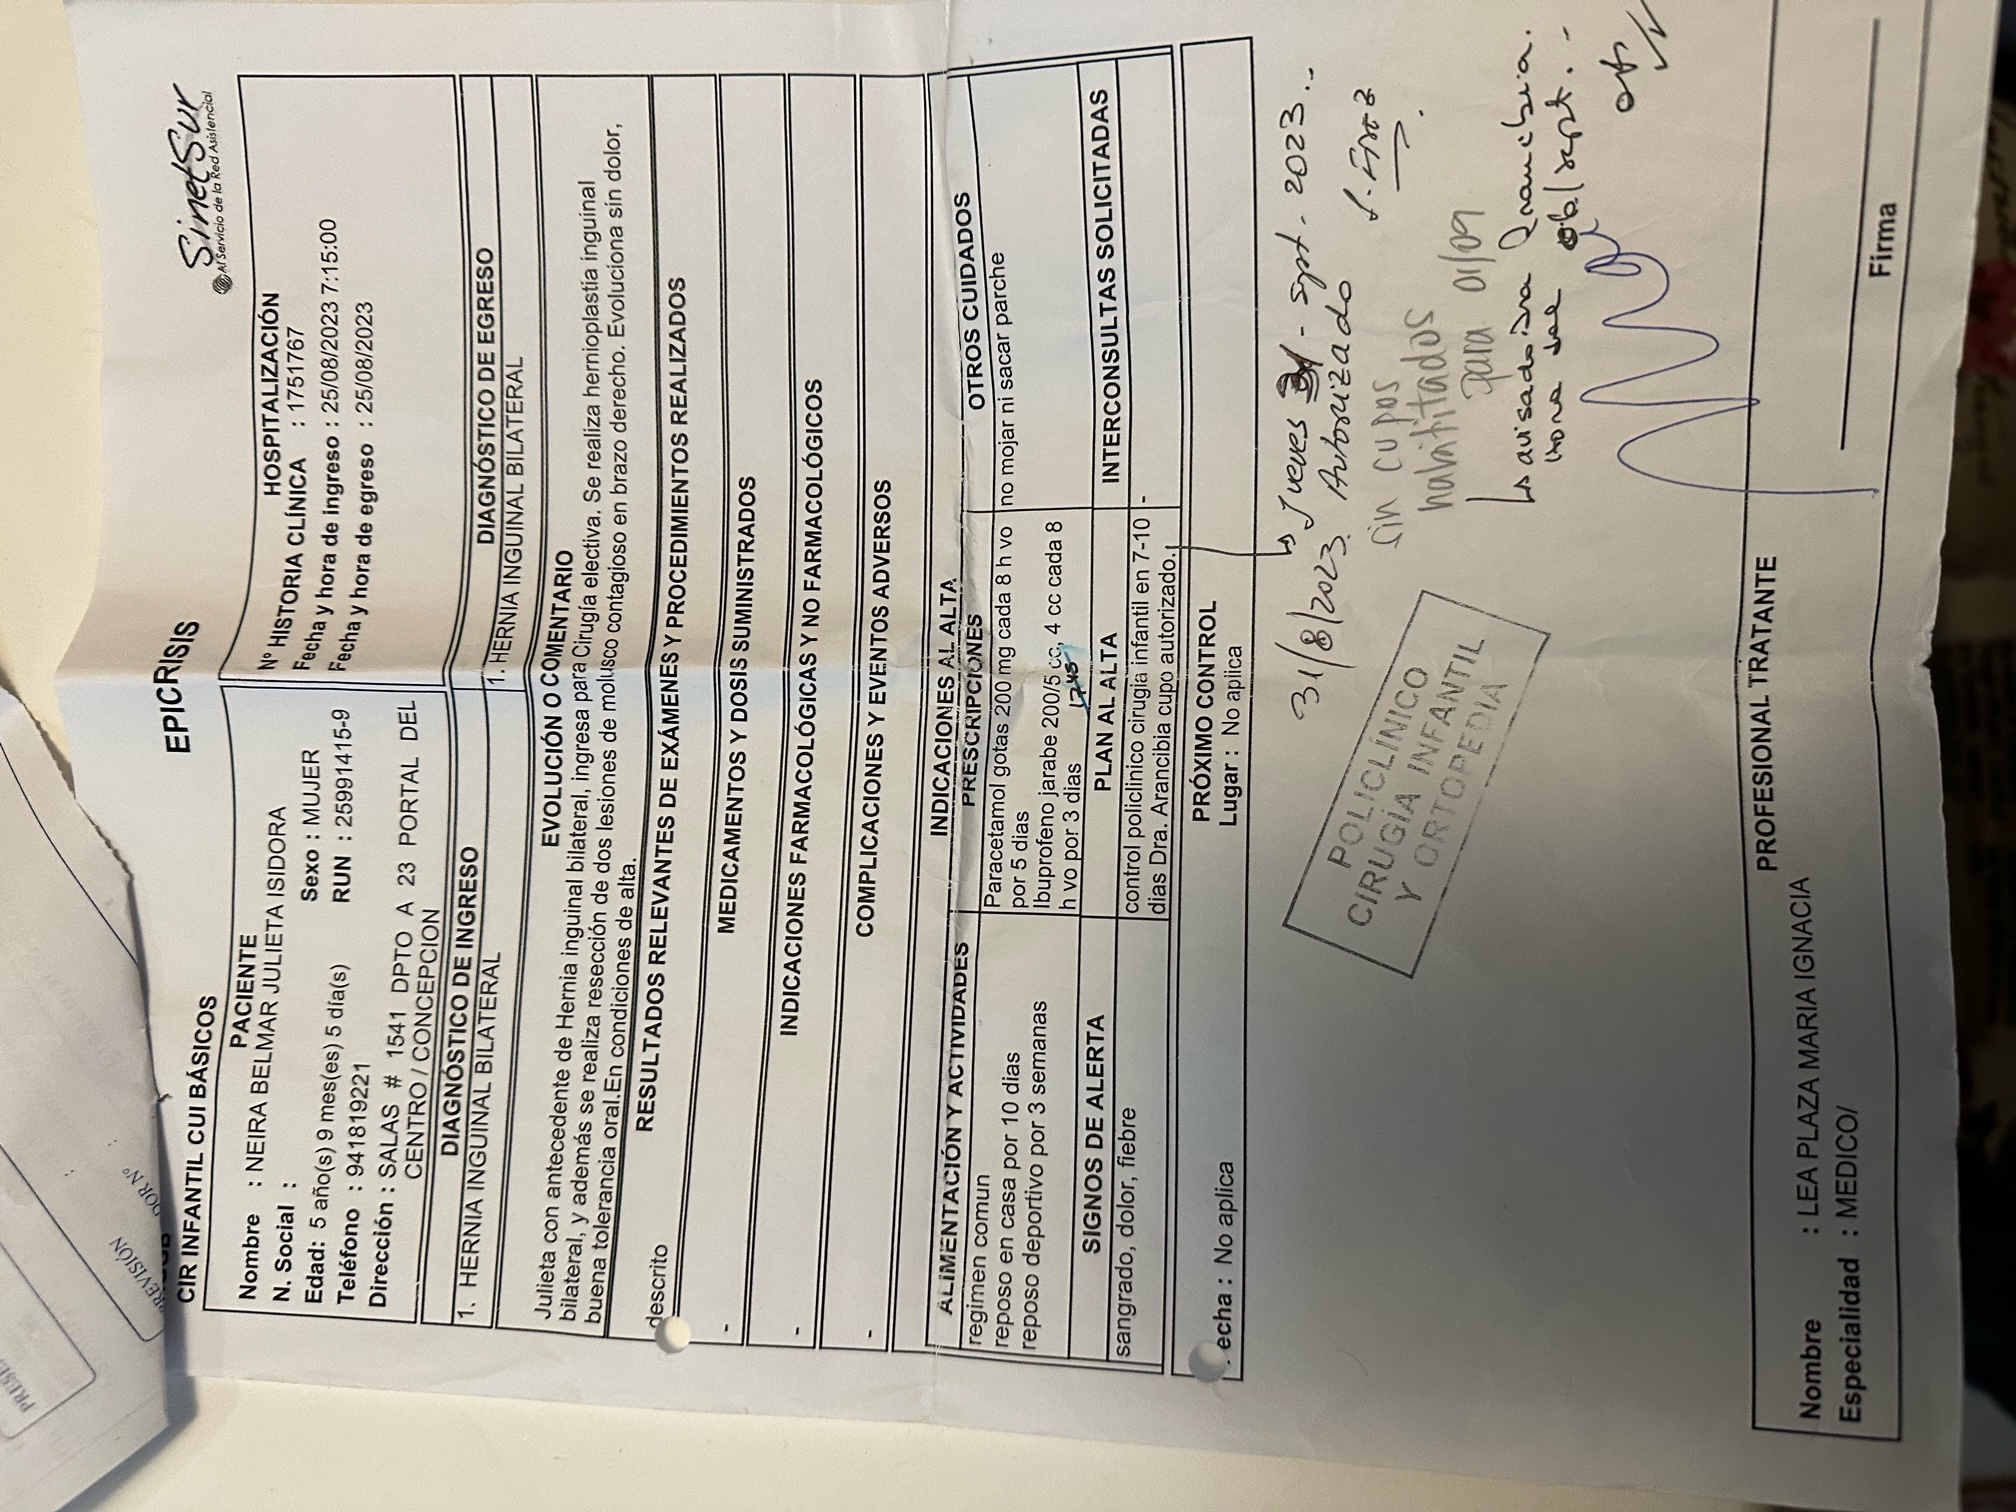 PREVISIÓN
DOR Nº
EPICRISIS
SinetSur
Al Servicio de la Red Asistencial
CIR INFANTIL CUI BÁSICOS
PACIENTE
Nombre : NEIRA BELMAR JULIETA ISIDORA
N. Social :
Sexo : MUJER
Edad: 5 año(s) 9 mes(es) 5 día(s)
RUN : 25991415-9
Teléfono : 941819221
Dirección : SALAS # 1541 DPTO A 23 PORTAL DEL
CENTRO / CONCEPCION
HOSPITALIZACIÓN
Nº HISTORIA CLÍNICA : 1751767
Fecha y hora de ingreso : 25/08/2023 7:15:00
Fecha y hora de egreso : 25/08/2023
DIAGNÓSTICO DE INGRESO
1. HERNIA INGUINAL BILATERAL
DIAGNÓSTICO DE EGRESO
1. HERNIA INGUINAL BILATERAL
EVOLUCIÓN O COMENTARIO
Julieta con antecedente de Hernia inguinal bilateral, ingresa para Cirugía electiva. Se realiza hernioplastia inguinal
bilateral, y además se realiza resección de dos lesiones de molusco contagioso en brazo derecho. Evoluciona sin dolor,
buena tolerancia oral.En condiciones de alta.
RESULTADOS RELEVANTES DE EXÁMENES Y PROCEDIMIENTOS REALIZADOS
descrito
MEDICAMENTOS Y DOSIS SUMINISTRADOS
-
INDICACIONES FARMACOLÓGICAS Y NO FARMACOLÓGICOS
-
COMPLICACIONES Y EVENTOS ADVERSOS
-
INDICACIONES AL ALTA
ALIMENTACIÓN Y ACTIVIDADES
regimen comun
reposo en casa por 10 dias
reposo deportivo por 3 semanas
PRESCRIPCIONES
Paracetamol gotas 200 mg cada 8 h vo
por 5 dias
Ibuprofeno jarabe 200/5 cc, 4 cc cada 8
h vo por 3 dias
OTROS CUIDADOS
no mojar ni sacar parche
SIGNOS DE ALERTA
sangrado, dolor, fiebre
PLAN AL ALTA
control policlinico cirugia infantil en 7-10
dias Dra. Arancibia cupo autorizado.
INTERCONSULTAS SOLICITADAS
-
PRÓXIMO CONTROL
echa : No aplica
Lugar : No aplica
Jueves
Sept - 2023
31/8/2023. Autorizado
sin cupos
habilitados
para 01/09
avisado Dra
hora
sept.-
POLICLÍNICO
CIRUGÍA INFANTIL
Y ORTOPEDIA
PROFESIONAL TRATANTE
Nombre : LEA PLAZA MARIA IGNACIA
Especialidad : MEDICO/
Firma